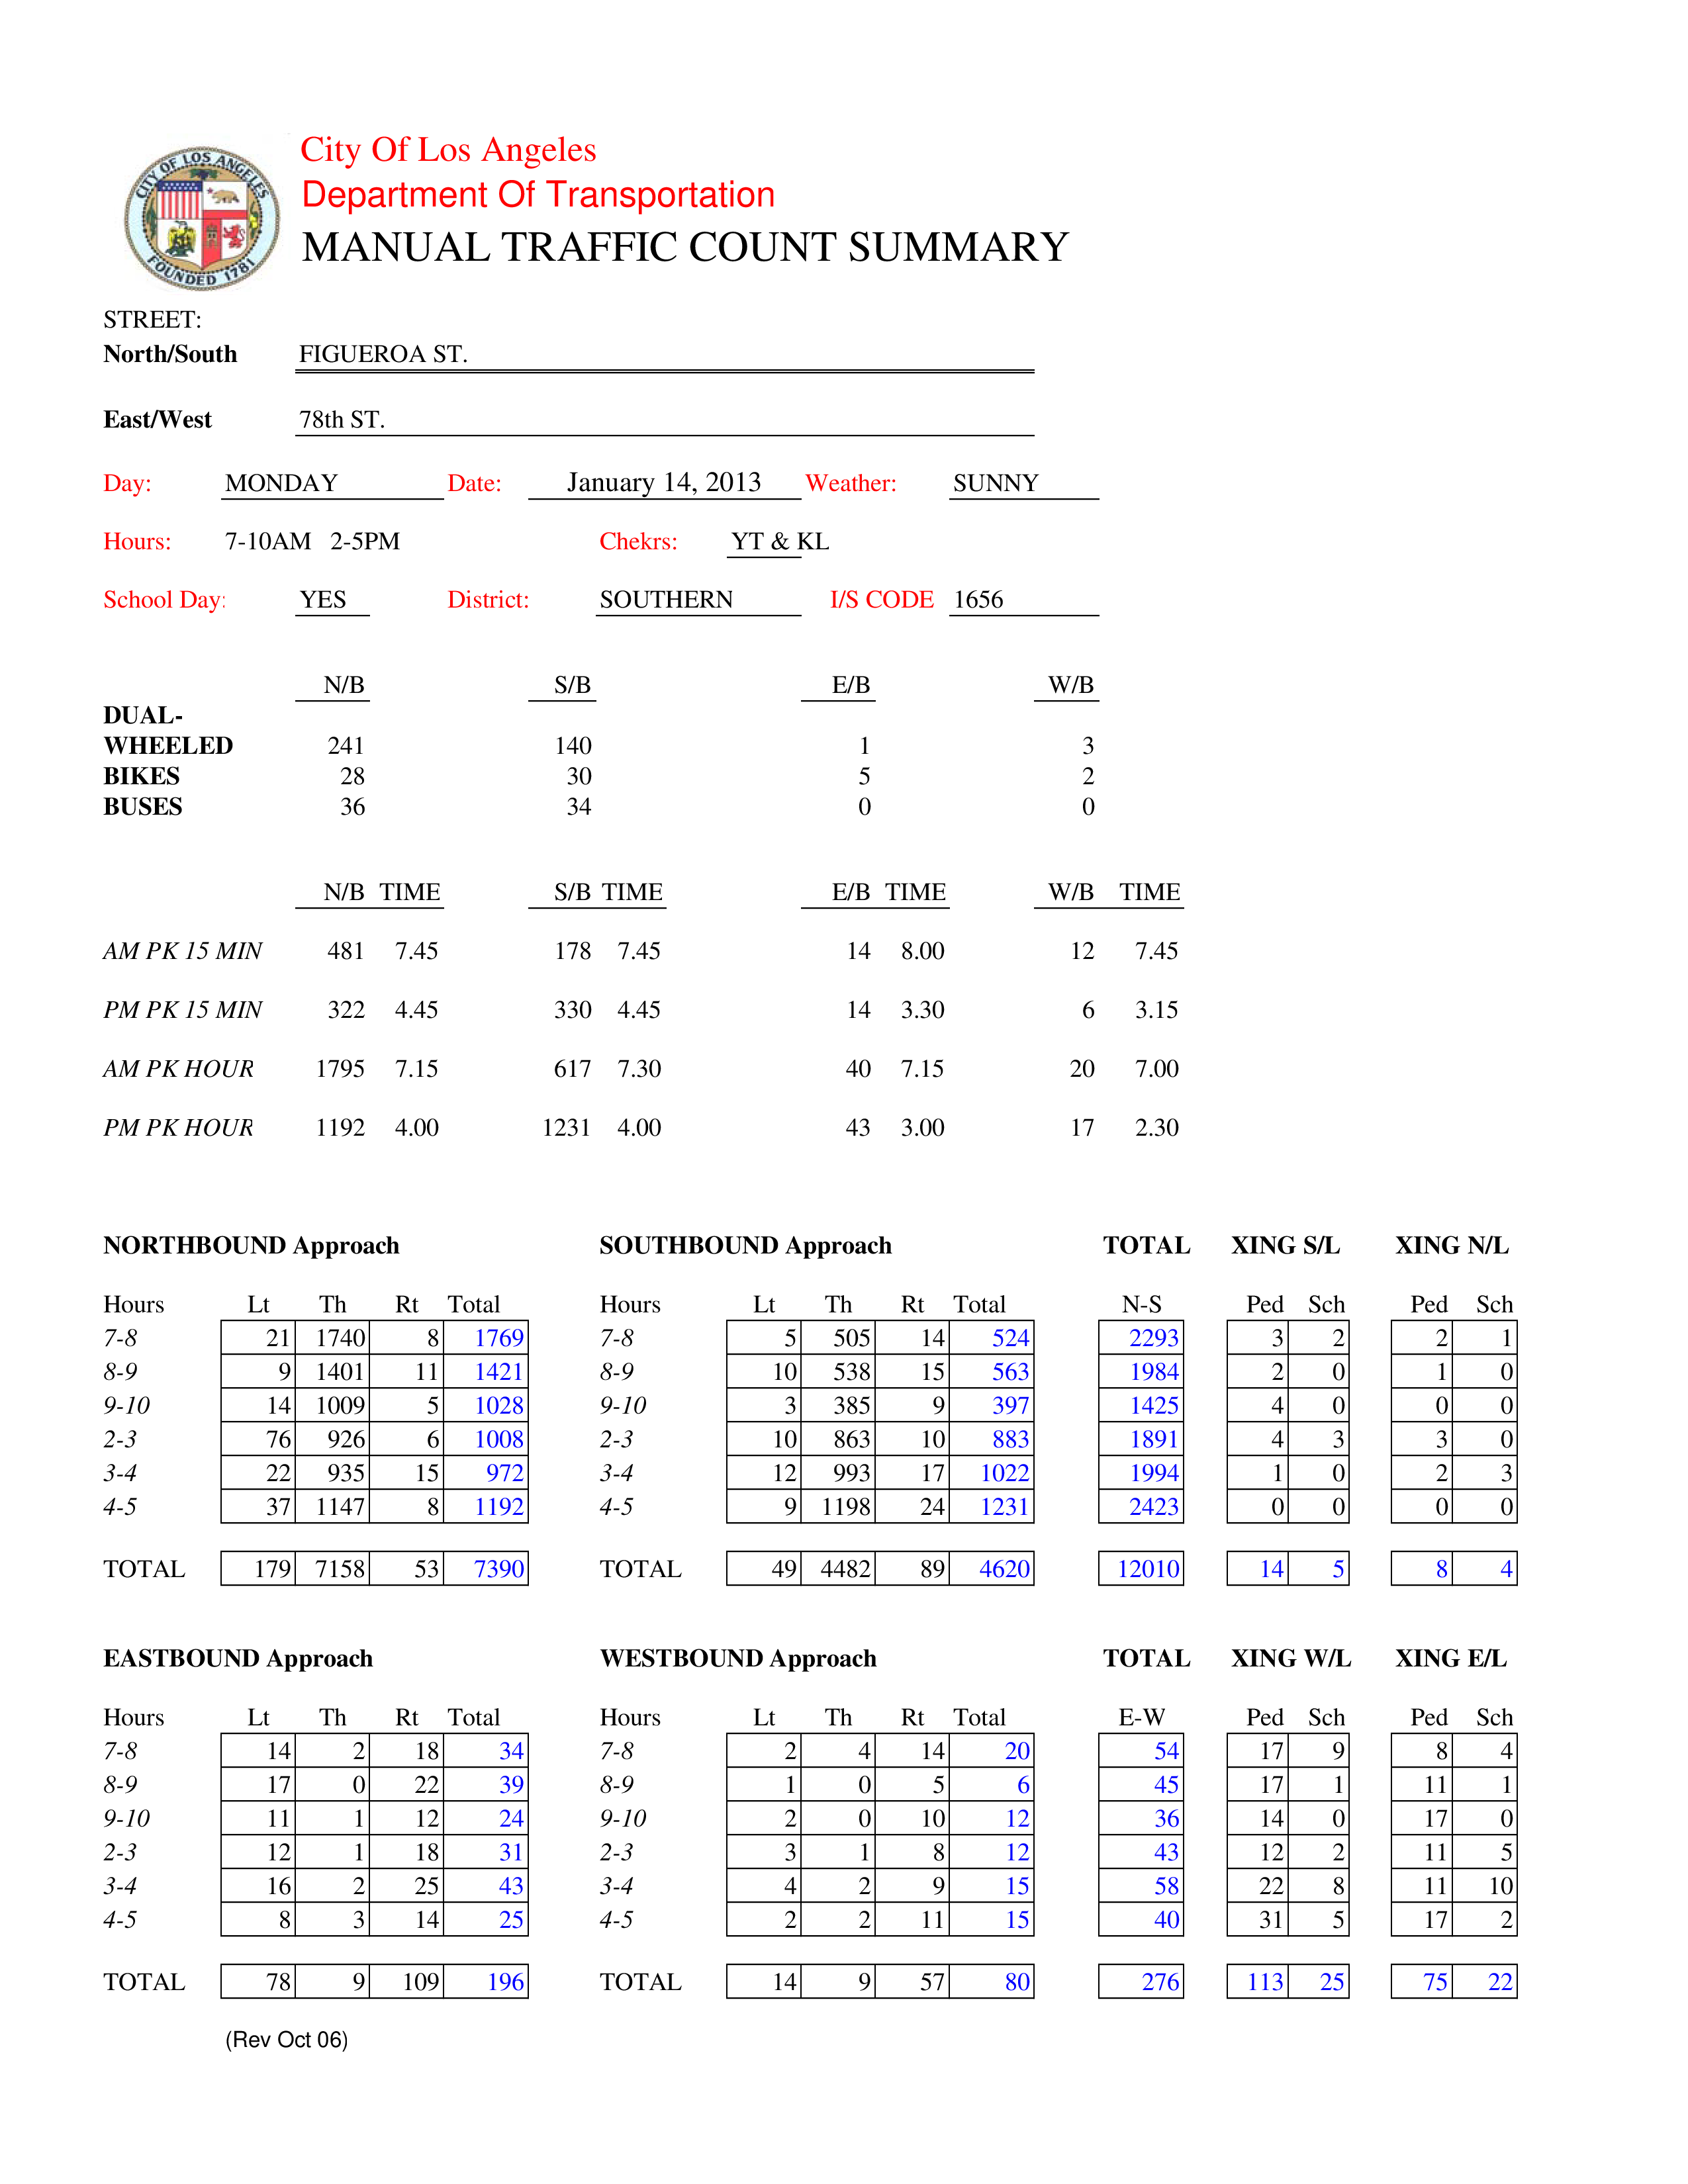 CITY OF LOS ANGELES
FOUNDED 1781
City Of Los Angeles
Department Of Transportation
MANUAL TRAFFIC COUNT SUMMARY
STREET:
North/South FIGUEROA ST.
East/West 78th ST.
Day: MONDAY Date: January 14, 2013 Weather: SUNNY
Hours: 7-10AM 2-5PM Chekrs: YT & KL
School Day: YES District: SOUTHERN I/S CODE 1656
N/B S/B E/B W/B
DUAL-
WHEELED 241 140 1 3
BIKES 28 30 5 2
BUSES 36 34 0 0
N/B TIME S/B TIME E/B TIME W/B TIME
AM PK 15 MIN 481 7.45 178 7.45 14 8.00 12 7.45
PM PK 15 MIN 322 4.45 330 4.45 14 3.30 6 3.15
AM PK HOUR 1795 7.15 617 7.30 40 7.15 20 7.00
PM PK HOUR 1192 4.00 1231 4.00 43 3.00 17 2.30
NORTHBOUND Approach SOUTHBOUND Approach TOTAL XING S/L XING N/L
Hours Lt Th Rt Total Hours Lt Th Rt Total N-S Ped Sch Ped Sch
7-8 21 1740 8 1769 7-8 5 505 14 524 2293 3 2 2 1
8-9 9 1401 11 1421 8-9 10 538 15 563 1984 2 0 1 0
9-10 14 1009 5 1028 9-10 3 385 9 397 1425 4 0 0 0
2-3 76 926 6 1008 2-3 10 863 10 883 1891 4 3 3 0
3-4 22 935 15 972 3-4 12 993 17 1022 1994 1 0 2 3
4-5 37 1147 8 1192 4-5 9 1198 24 1231 2423 0 0 0 0
TOTAL 179 7158 53 7390 TOTAL 49 4482 89 4620 12010 14 5 8 4
EASTBOUND Approach WESTBOUND Approach TOTAL XING W/L XING E/L
Hours Lt Th Rt Total Hours Lt Th Rt Total E-W Ped Sch Ped Sch
7-8 14 2 18 34 7-8 2 4 14 20 54 17 9 8 4
8-9 17 0 22 39 8-9 1 0 5 6 45 17 1 11 1
9-10 11 1 12 24 9-10 2 0 10 12 36 14 0 17 0
2-3 12 1 18 31 2-3 3 1 8 12 43 12 2 11 5
3-4 16 2 25 43 3-4 4 2 9 15 58 22 8 11 10
4-5 8 3 14 25 4-5 2 2 11 15 40 31 5 17 2
TOTAL 78 9 109 196 TOTAL 14 9 57 80 276 113 25 75 22
(Rev Oct 06)